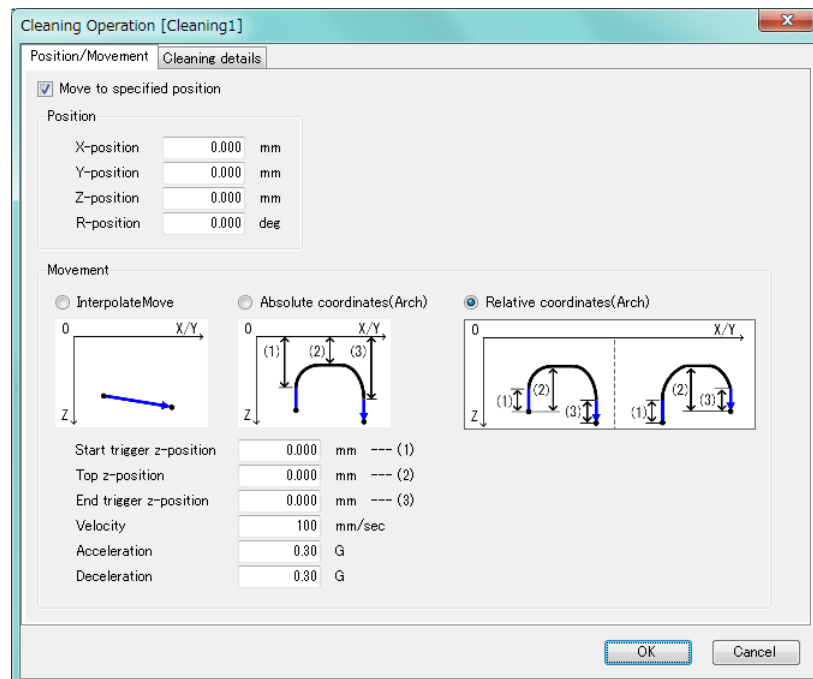 Cleaning Operation [Cleaning1]
Position/Movement Cleaning details
Move to specified position
Position
X-position 0.000 mm
Y-position 0.000 mm
Z-position 0.000 mm
R-position 0.000 deg
Movement
InterpolateMove Absolute coordinates(Arch) Relative coordinates(Arch)
0 X/Y 0 X/Y 0 X/Y
(1) (2) (3)
(1) (2) (3) (1) (2) (3)
Z Z Z
Start trigger z-position 0.000 mm --- (1)
Top z-position 0.000 mm --- (2)
End trigger z-position 0.000 mm --- (3)
Velocity 100 mm/sec
Acceleration 0.30 G
Deceleration 0.30 G
OK Cancel